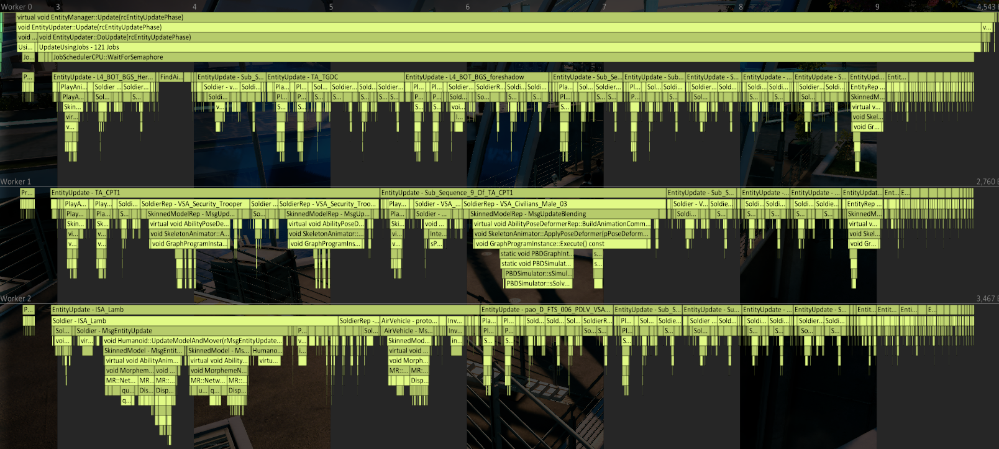 Worker 0 3 4 5 6 7 8 9 4,543
virtual void EntityManager::Update(rcEntityUpdatePhase)
void EntityUpdater::Update(rcEntityUpdatePhase) v...
void ... void EntityUpdater::DoUpdate(rcEntityUpdatePhase)
Usi... UpdateUsingJobs - 121 Jobs
Jo... JobSchedulerCPU::WaitForSemaphore
P... EntityUpdate - L4_BOT_BGS_Her... FindAi... EntityUpdate - Sub_S... EntityUpdate - TA_TGDC EntityUpdate - L4_BOT_BGS_foreshadow EntityUpdate - Sub_Se... EntityUpdate - Sub... EntityUpdate - S... EntityUpdate - ... EntityUpdate - S... EntityUpd... Entit...
PlayAni... Soldier ... Soldier... Soldier - v... Soldi... Pla... Pl... Sol... Soldier... Sold... Sol... Pl... Pl... Soldier... SoldierR... Soldi... Soldi... Pl... Soldier... Soldi... Pl... Soldi... Sol... Soldier... Sol... Soldi... Sold... Soldier... Soldi... EntityRep ...
PlayA... Sol... S... Soldi... Pl... P... S... S... S... S... P... P... Sold... So... S... S... Pl... S... S... P... S... S... Sol... S... S... S... Sol... S... SkinnedM...
Skin... v... S... S... S... S... voi... S... S... virtual v...
vir... I... void Skel...
v... void Gr...
Worker 1 2,760
Pr... EntityUpdate - TA_CPT1 EntityUpdate - Sub_Sequence_9_Of_TA_CPT1 EntityUpdate - Sub_S... EntityUpdate - ... EntityUpdate - ... EntityUpdat... Ent... E...
PlayA... Play... Soldi... SoldierRep - VSA_Security_Trooper Soldier ... SoldierRep - VSA_Security_Troo... Play... Soldier - VSA_... SoldierRep - VSA_Civilians_Male_03 Soldier - V... Soldie... Soldi... Soldi... Soldi... Soldie... EntityRep ...
Play... Pla... S... SkinnedModelRep - MsgUpd... So... SkinnedModelRep - MsgUp... Pla... Soldier - ... SkinnedModelRep - MsgUpdateBlending Soldi... S... S... S... S... S... SkinnedM...
Skin... Sk... virtual void AbilityPoseDe... virtual void AbilityPoseD... Ski... void ... virtual void AbilityPoseDeformerRep::BuildAnimationComm... virtual v...
vi... v... void SkeletonAnimator::A... void SkeletonAnimator::... vi... Inte... void SkeletonAnimator::ApplyPoseDeformer(pPoseDeform... void Skel...
v... v... void GraphProgramInsta... void GraphProgramIns... v... sP... void GraphProgramInstance::Execute() const void Gr...
static void PBDGraphInt... s...
static void PBDSimulat... s...
PBDSimulator::sSimul...
PBDSimulator::sSolv...
Worker 2 3,467
P... EntityUpdate - ISA_Lamb EntityUpdate - pao_D_FTS_006_PDLV_VSA... EntityUpdate - Sub_S... EntityUpdate - Su... EntityUpdate - ... EntityUpdate - S... Entit... Entit... Enti... E...
Soldier - ISA_Lamb SoldierRep -... AirVehicle - proto... Inv... Pla... Pl... Sold... Sold... Sol... SoldierR... Pl... Soldi... Soldie... Soldier ... Sold... Soldi... Sold... Soldier... Soldi...
Sol... Soldier - MsgEntityUpdate P... Sol... AirVehicle - Ms... Inv... Pl... P... S... S... S... So... S... Pl... S... S... Sol... S... S... S... S... S...
voi... vir... void Humanoid::UpdateModelAndMover(rMsgEntityUpdate... v... SkinnedMod... in... S... S... S...
SkinnedModel - MsgEntit... SkinnedModel - Ms... Humano... i... virtual void ...
virtual void AbilityAnim... virtual void Ability... virtu... void Morph...
void Morphem... void ... void MorphemeN... MR::... MR:...
MR::Net... MR... MR::... MR::Netw... MR::... Disp...
qu... Dis... Disp... u... q... Disp...
q...